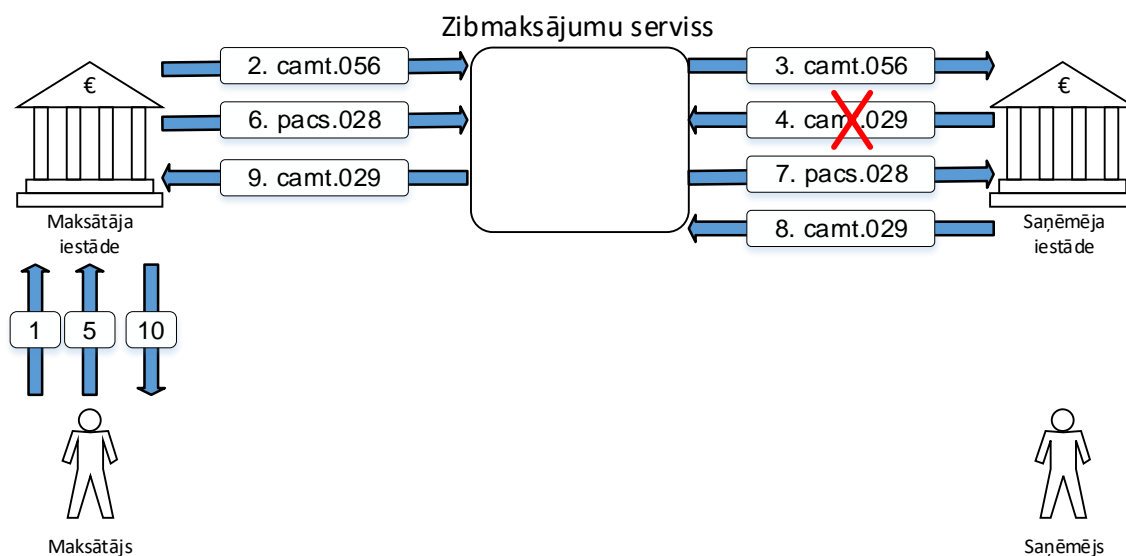 Zibmaksājumu serviss
€
2. camt.056
3. camt.056
€
6. pacs.028
4. camt.029
9. camt.029
7. pacs.028
8. camt.029
Maksātāja
iestāde
Saņēmēja
iestāde
1
5
10
Maksātājs
Saņēmējs